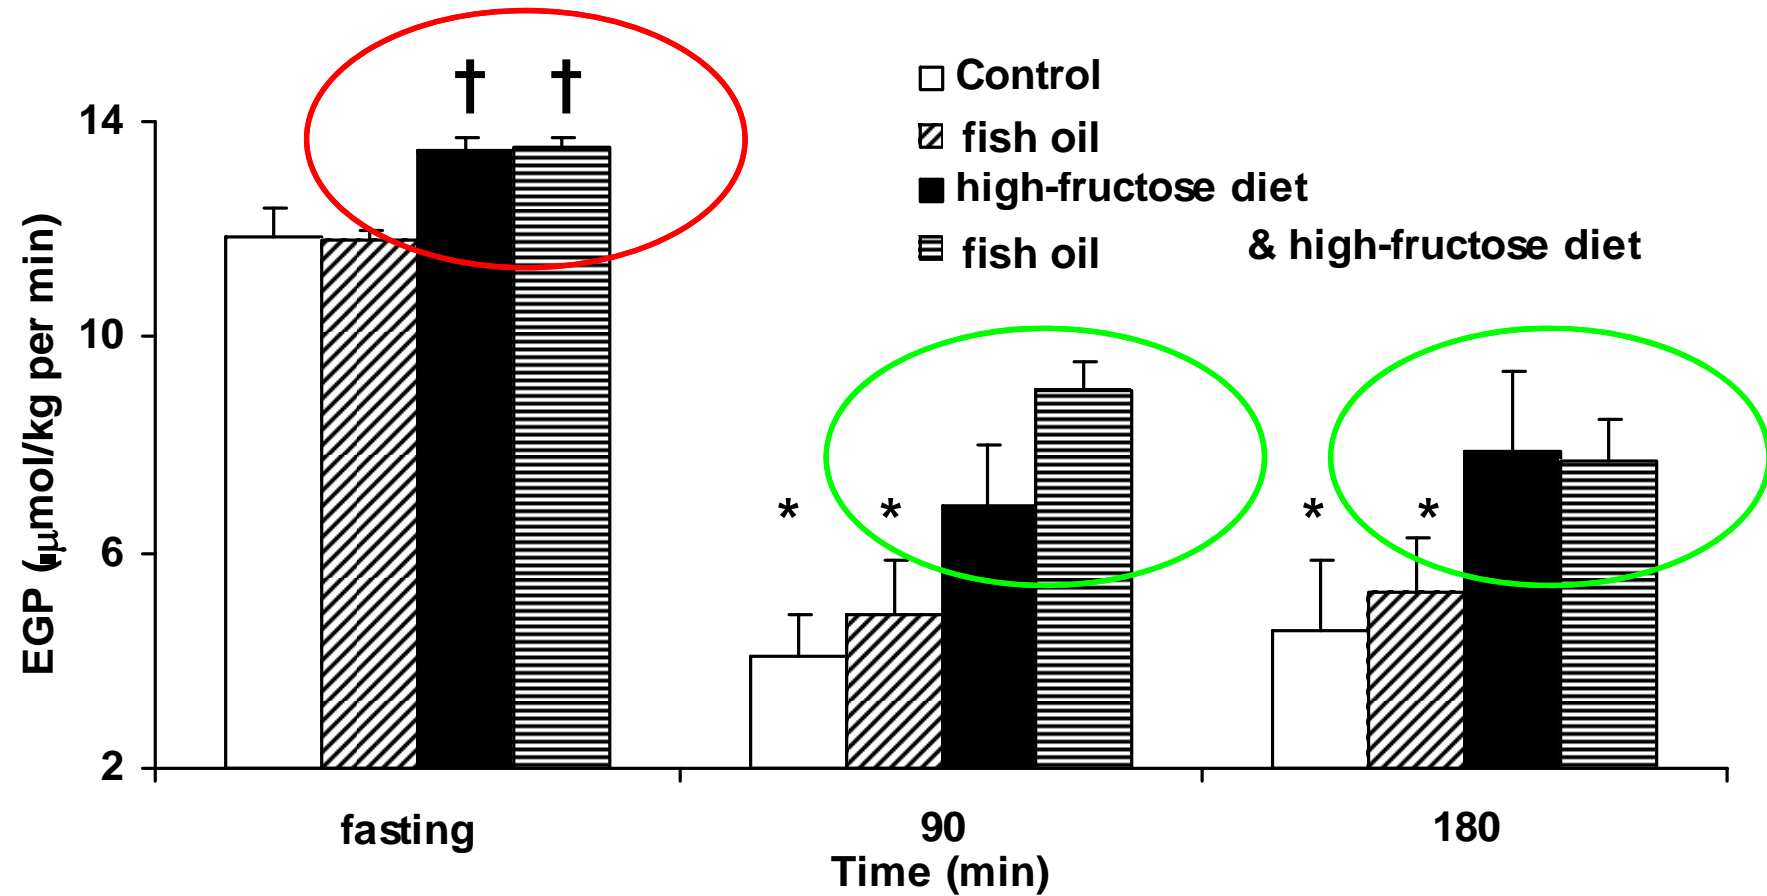 † †
Control
fish oil
high-fructose diet
fish oil & high-fructose diet
14
10
6
2
EGP (μmol/kg per min)
* *
* *
fasting 90 180
Time (min)